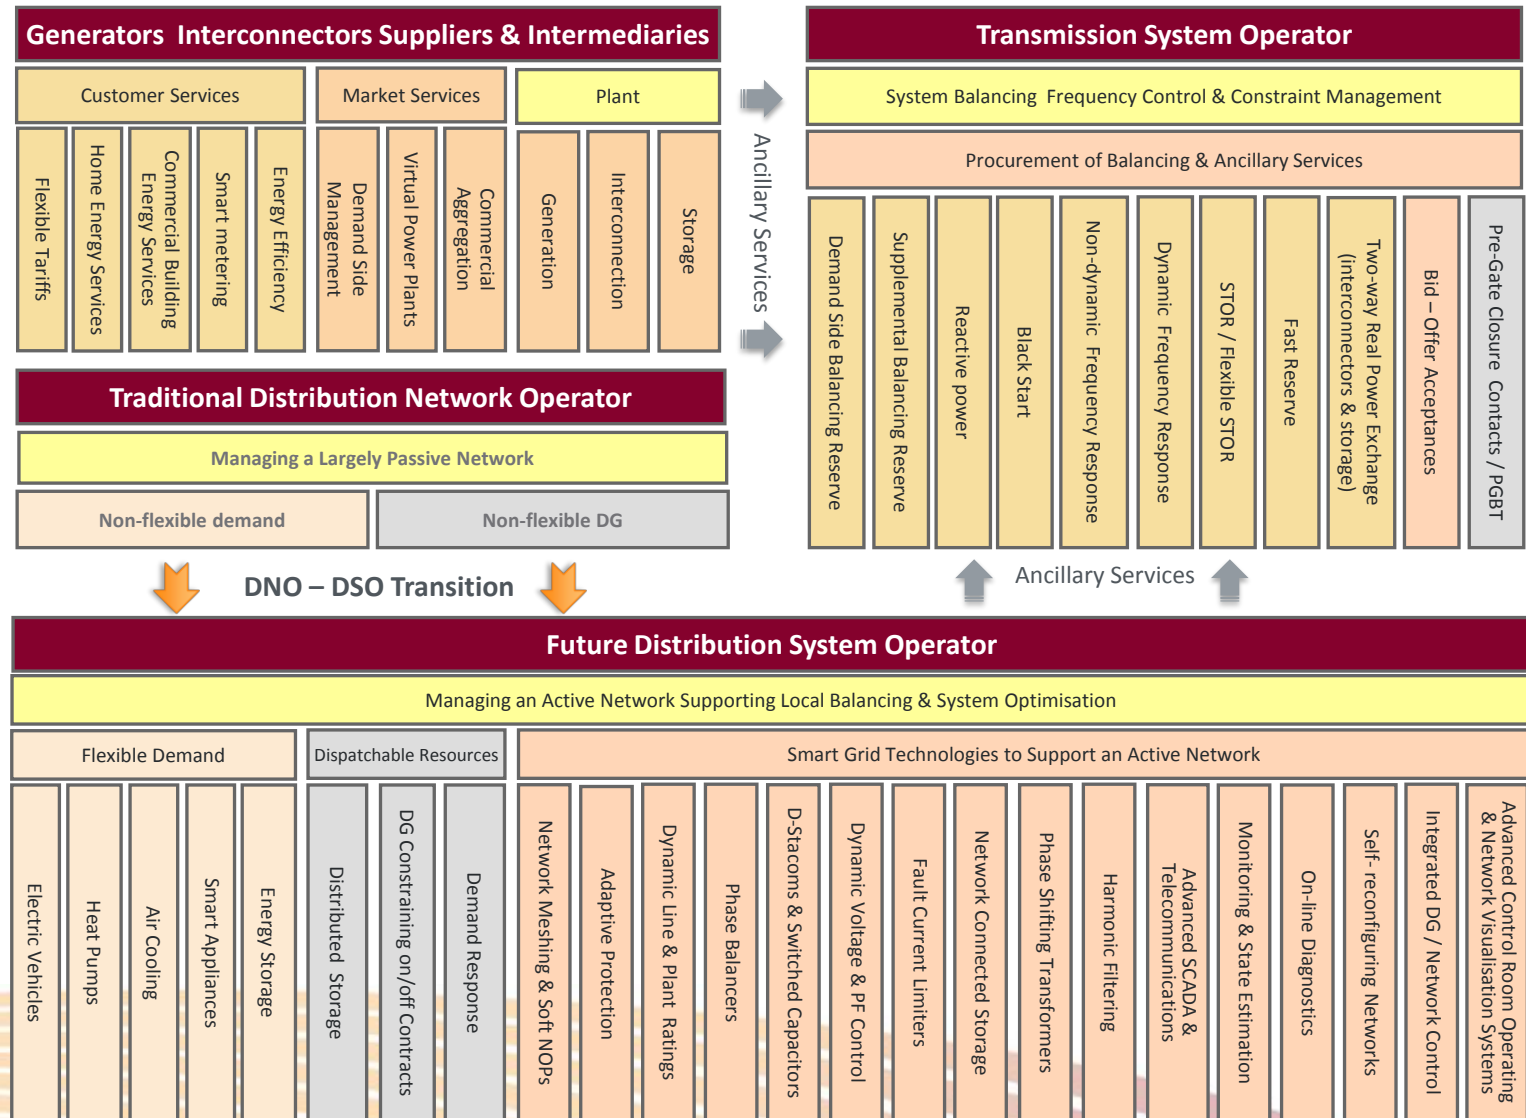 Generators  Interconnectors Suppliers & Intermediaries
Customer Services
Market Services
Plant
Flexible Tariffs
Home Energy Services
Commercial Building
Energy Services
Smart metering
Energy Efficiency
Demand Side
Management
Virtual Power Plants
Commercial
Aggregation
Generation
Interconnection
Storage
Ancillary Services
Transmission System Operator
System Balancing  Frequency Control & Constraint Management
Procurement of Balancing & Ancillary Services
Demand Side Balancing Reserve
Supplemental Balancing Reserve
Reactive power
Black Start
Non-dynamic  Frequency Response
Dynamic  Frequency Response
STOR / Flexible STOR
Fast Reserve
Two-way Real Power Exchange
(interconnectors & storage)
Bid – Offer Acceptances
Pre-Gate Closure  Contacts / PGBT
Traditional Distribution Network Operator
Managing a Largely Passive Network
Non-flexible demand
Non-flexible DG
DNO – DSO Transition
Ancillary Services
Future Distribution System Operator
Managing an Active Network Supporting Local Balancing & System Optimisation
Flexible Demand
Dispatchable Resources
Smart Grid Technologies to Support an Active Network
Electric Vehicles
Heat Pumps
Air Cooling
Smart Appliances
Energy Storage
Distributed  Storage
DG Constraining on/off Contracts
Demand Response
Network Meshing & Soft NOPs
Adaptive Protection
Dynamic Line & Plant  Ratings
Phase Balancers
D-Stacoms & Switched Capacitors
Dynamic Voltage & PF Control
Fault Current Limiters
Network Connected Storage
Phase Shifting Transformers
Harmonic Filtering
Advanced SCADA &
Telecommunications
Monitoring & State Estimation
On-line Diagnostics
Self- reconfiguring Networks
Integrated DG / Network Control
Advanced Control Room Operating
& Network Visualisation Systems